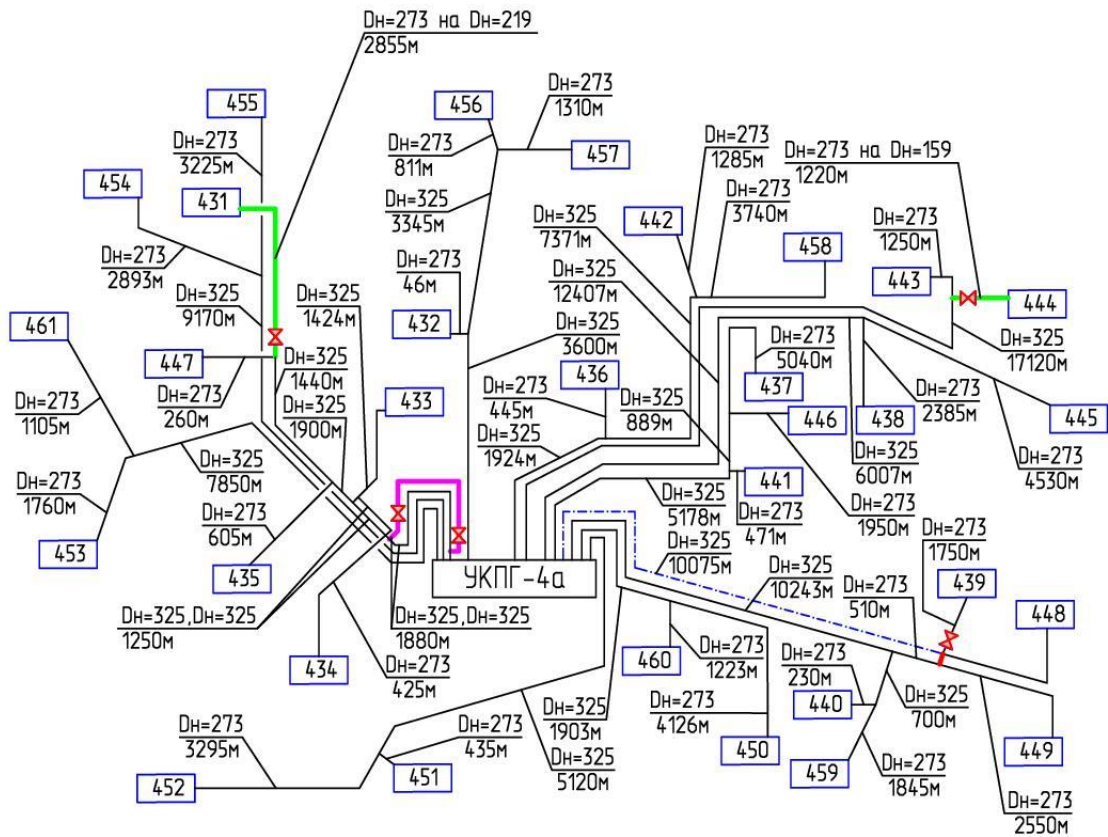 Dн=273 на Dн=219
2855м
455
456
Dн=273
1310м
457
Dн=273
811м
Dн=273
3225м
454
431
Dн=325
3345м
Dн=273
1285м
Dн=273 на Dн=159
1220м
Dн=273
3740м
Dн=325
7371м
442
458
Dн=273
1250м
443
444
Dн=273
2893м
Dн=273
46м
Dн=325
12407м
Dн=325
9170м
Dн=325
1424м
432
Dн=325
3600м
Dн=325
17120м
461
447
Dн=325
1440м
Dн=273
5040м
436
437
Dн=273
260м
Dн=325
1900м
433
Dн=273
445м
Dн=325
889м
446
438
Dн=273
2385м
445
Dн=273
1105м
Dн=325
1924м
Dн=325
6007м
Dн=273
4530м
Dн=325
7850м
441
Dн=273
1760м
Dн=273
605м
Dн=325
5178м
Dн=273
471м
Dн=273
1950м
453
435
УКПГ-4а
Dн=325
10075м
Dн=325
10243м
Dн=273
510м
Dн=273
1750м
439
448
Dн=325,Dн=325
1250м
Dн=325,Dн=325
1880м
434
Dн=273
425м
460
Dн=273
1223м
Dн=273
230м
440
Dн=325
700м
Dн=325
1903м
Dн=273
4126м
450
449
Dн=273
3295м
Dн=273
435м
Dн=325
5120м
459
Dн=273
1845м
452
451
Dн=273
2550м